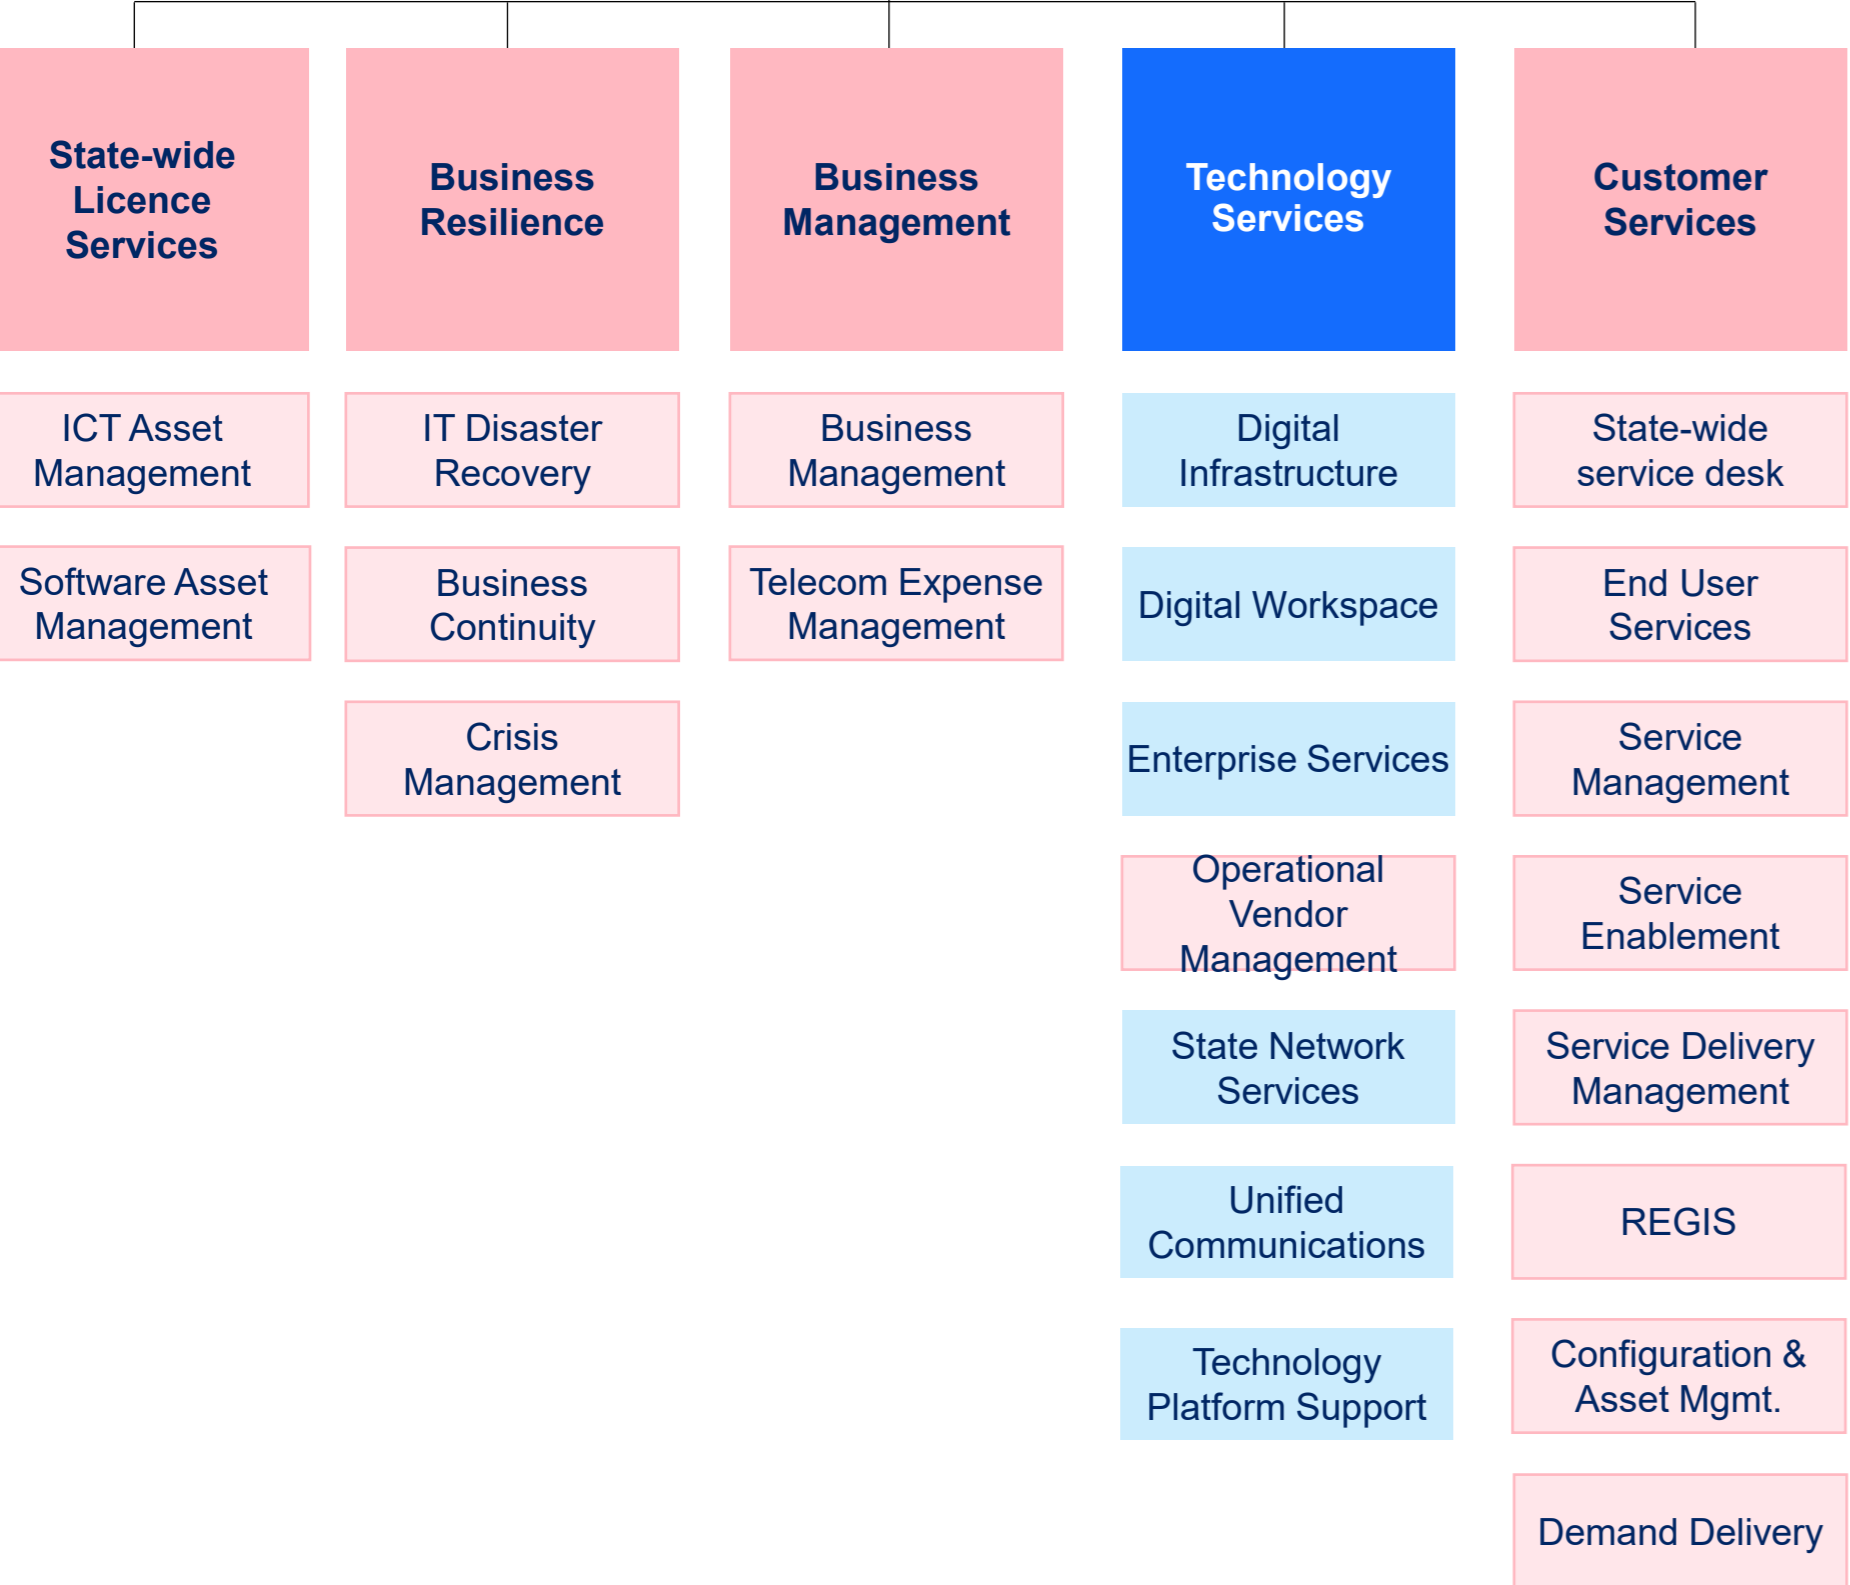 State-wide
Licence
Services
ICT Asset
Management
Software Asset
Management
Business
Resilience
IT Disaster
Recovery
Business
Continuity
Crisis
Management
Business
Management
Business
Management
Telecom Expense
Management
Technology
Services
Digital
Infrastructure
Digital Workspace
Enterprise Services
Operational
Vendor
Management
State Network
Services
Unified
Communications
Technology
Platform Support
Customer
Services
State-wide
service desk
End User
Services
Service
Management
Service
Enablement
Service Delivery
Management
REGIS
Configuration &
Asset Mgmt.
Demand Delivery